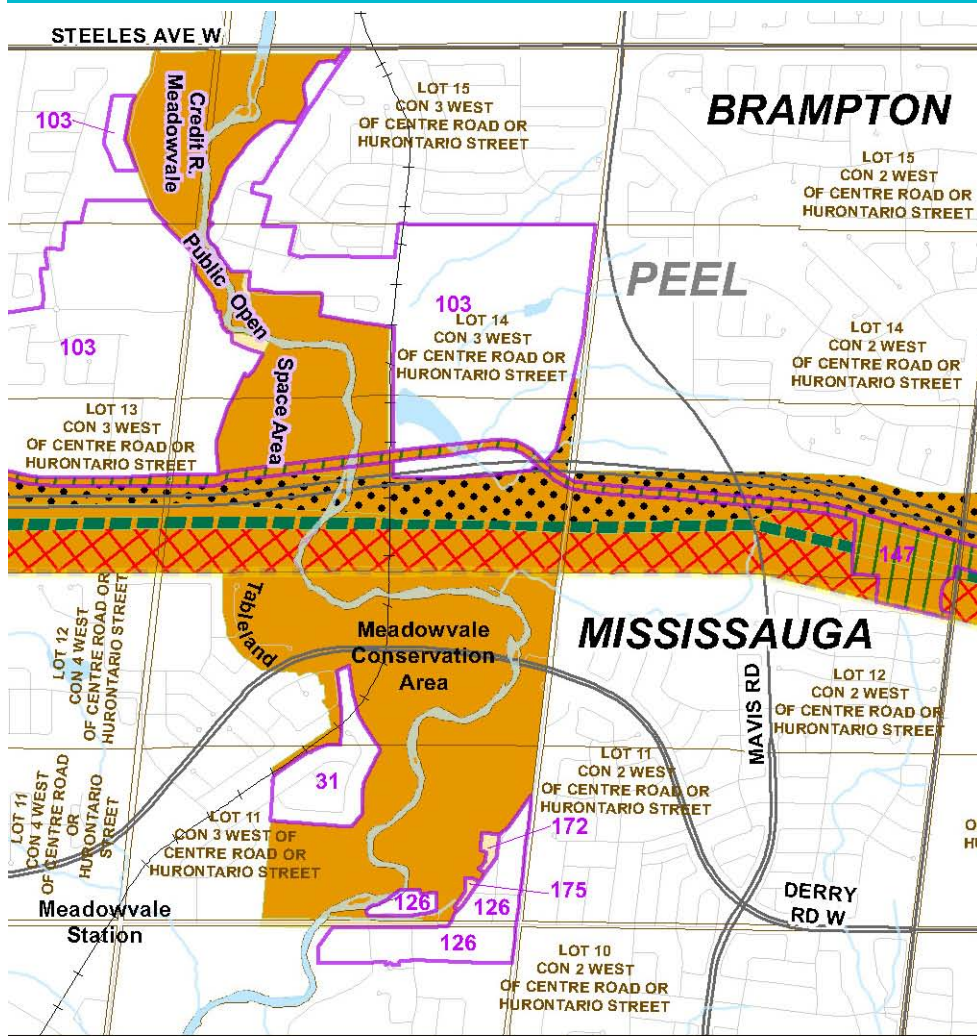 STEELES AVE W
LOT 15
CON 3 WEST
OF CENTRE ROAD OR
HURONTARIO STREET
BRAMPTON
103
Credit R.
Meadowvale
LOT 15
CON 2 WEST
OF CENTRE ROAD OR
HURONTARIO STREET
Public Open
Space Area
PEEL
103
LOT 14
CON 3 WEST
OF CENTRE ROAD OR
HURONTARIO STREET
103
LOT 14
CON 2 WEST
OF CENTRE ROAD OR
HURONTARIO STREET
LOT 13
CON 3 WEST
OF CENTRE ROAD OR
HURONTARIO STREET
147
Tableland
LOT 12
CON 4 WEST
OF CENTRE ROAD OR
HURONTARIO STREET
Meadowvale
Conservation
Area
MISSISSAUGA
MAVIS RD
LOT 12
CON 2 WEST
OF CENTRE ROAD OR
HURONTARIO STREET
31
LOT 11
CON 2 WEST
OF CENTRE ROAD OR
HURONTARIO STREET
LOT 11
CON 4 WEST
OF CENTRE ROAD
OR
HURONTARIO
STREET
LOT 11
CON 3 WEST OF
CENTRE ROAD OR
HURONTARIO STREET
172
175
126
126
126
DERRY
RD W
Meadowvale
Station
LOT 10
CON 2 WEST
OF CENTRE ROAD OR
HURONTARIO STREET